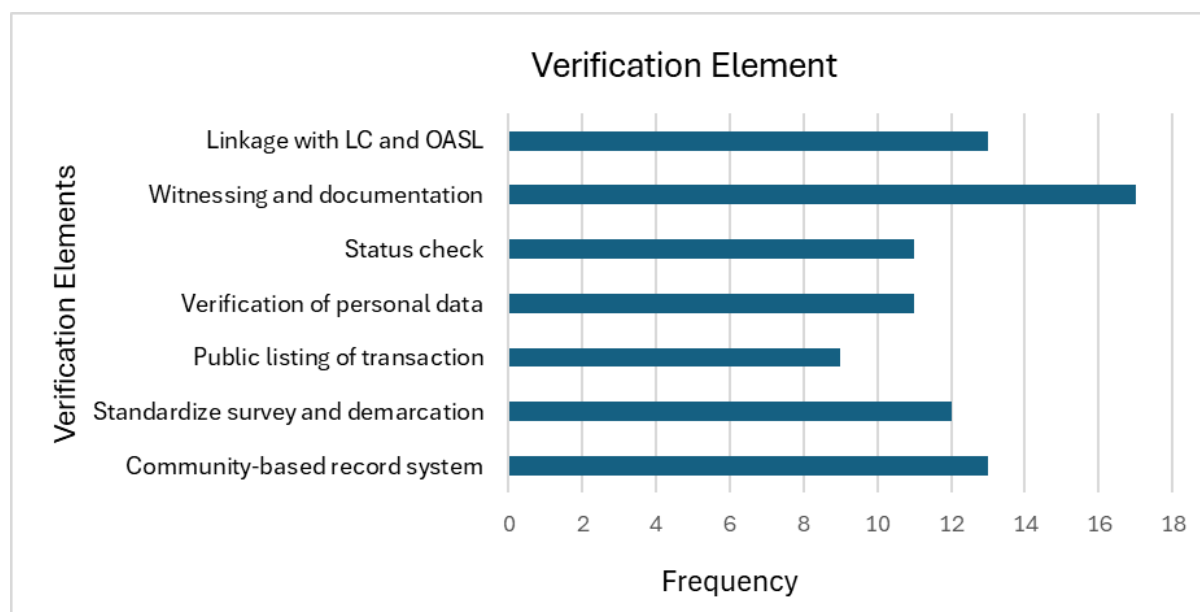 Verification Element
Verification Elements
Linkage with LC and OASL
Witnessing and documentation
Status check
Verification of personal data
Public listing of transaction
Standardize survey and demarcation
Community-based record system
0 2 4 6 8 10 12 14 16 18
Frequency